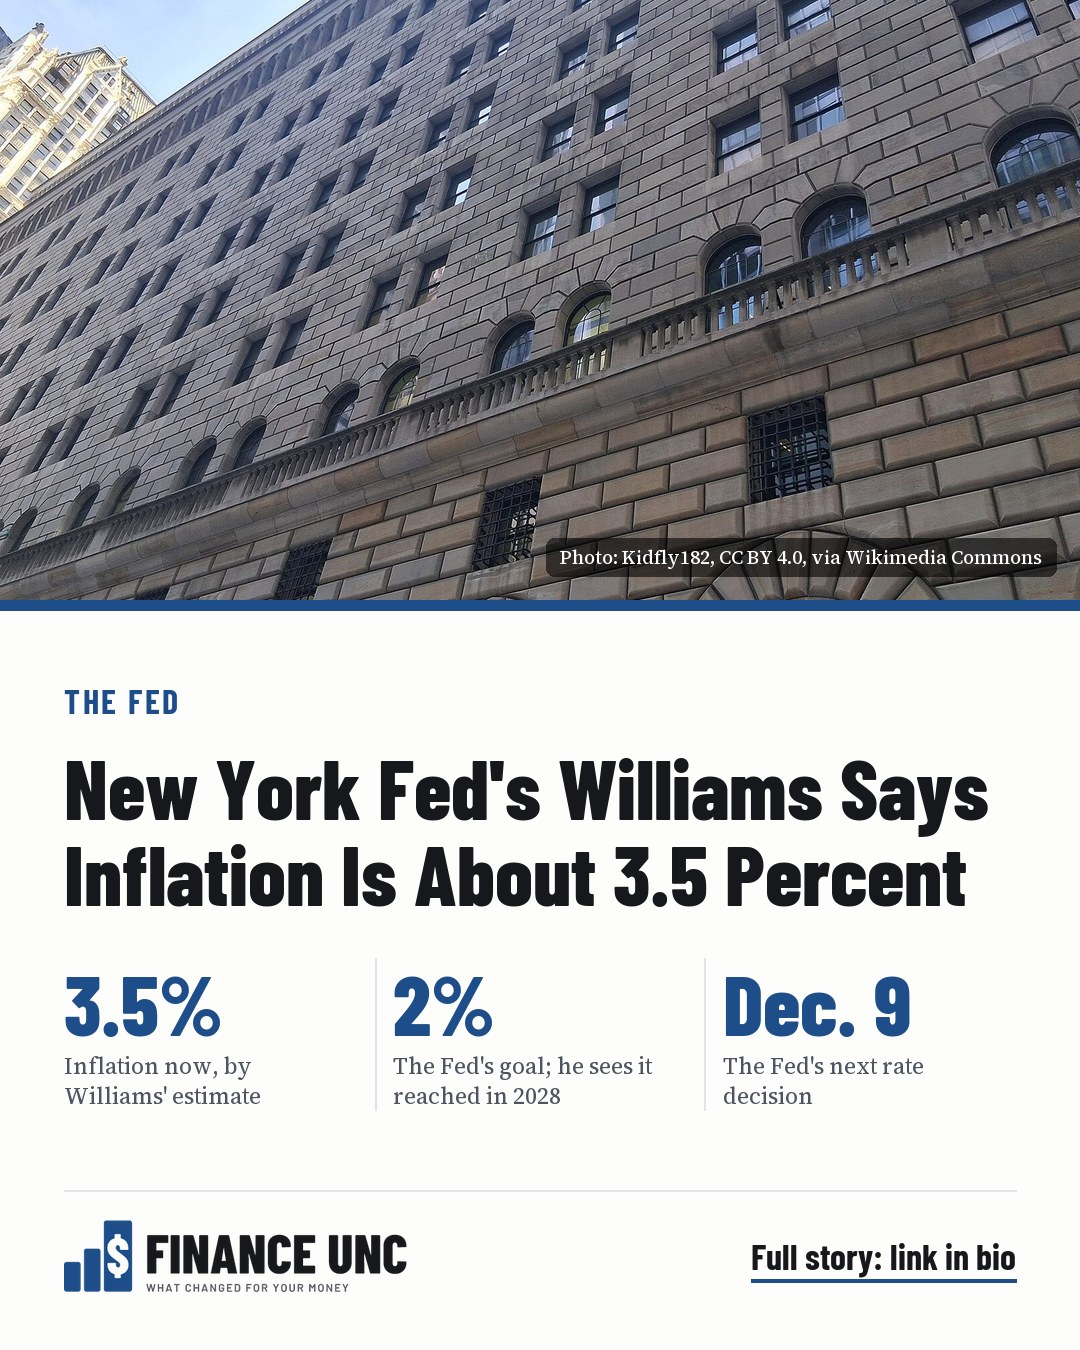 Photo: Kidfly182, CC BY 4.0, via Wikimedia Commons
THE FED
New York Fed's Williams Says
Inflation Is About 3.5 Percent
3.5%
Inflation now, by
Williams' estimate
2%
The Fed's goal; he sees it
reached in 2028
Dec. 9
The Fed's next rate
decision
$
FINANCE UNC
WHAT CHANGED FOR YOUR MONEY
Full story: link in bio